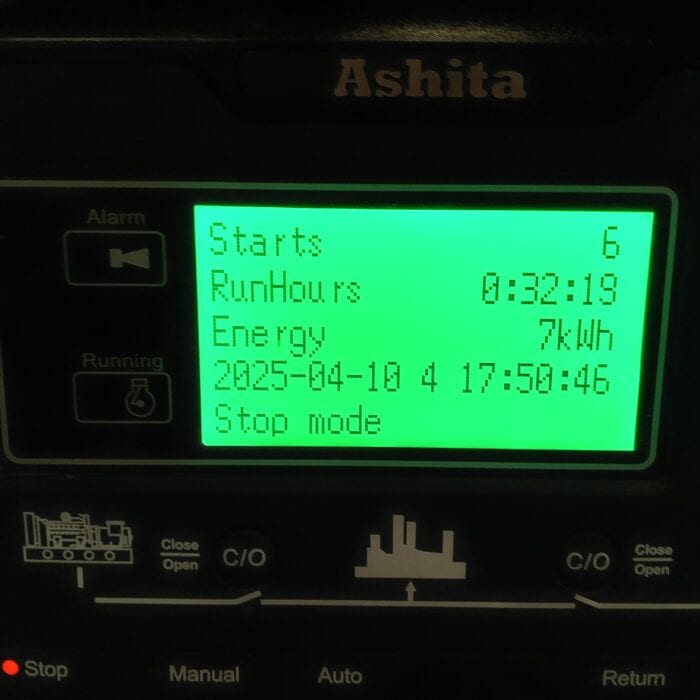 Ashita
Alarm
Starts 6
RunHours 0:32:19
Running
Energy 7kWh
2025-04-10 4 17:50:46
Stop mode
Close
Open
C/O
C/O
Close
Open
Stop
Manual
Auto
Return